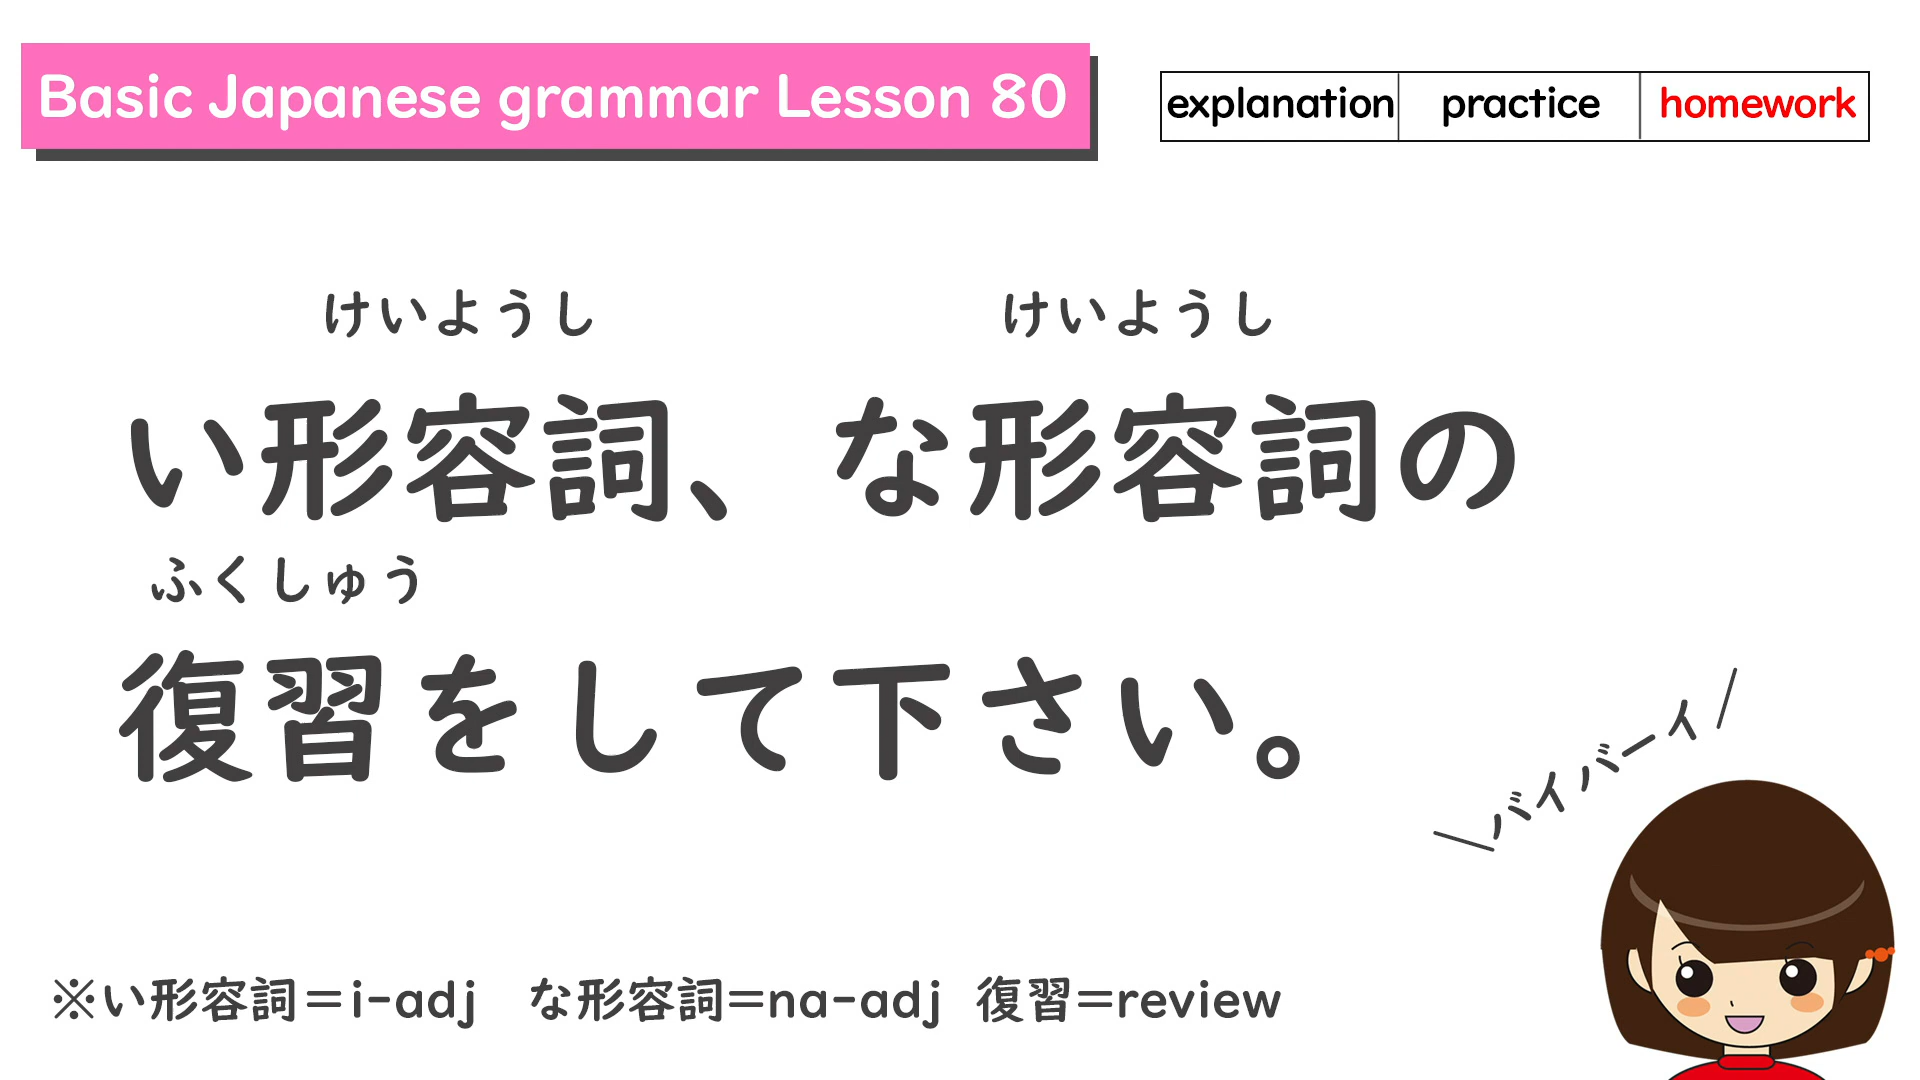 Basic Japanese grammar Lesson 80
explanation practice homework
けいようし けいようし
い形容詞、な形容詞の
ふくしゅう
復習をして下さい。
\バイバーイ/
※い形容詞＝i-adj な形容詞=na-adj 復習=review